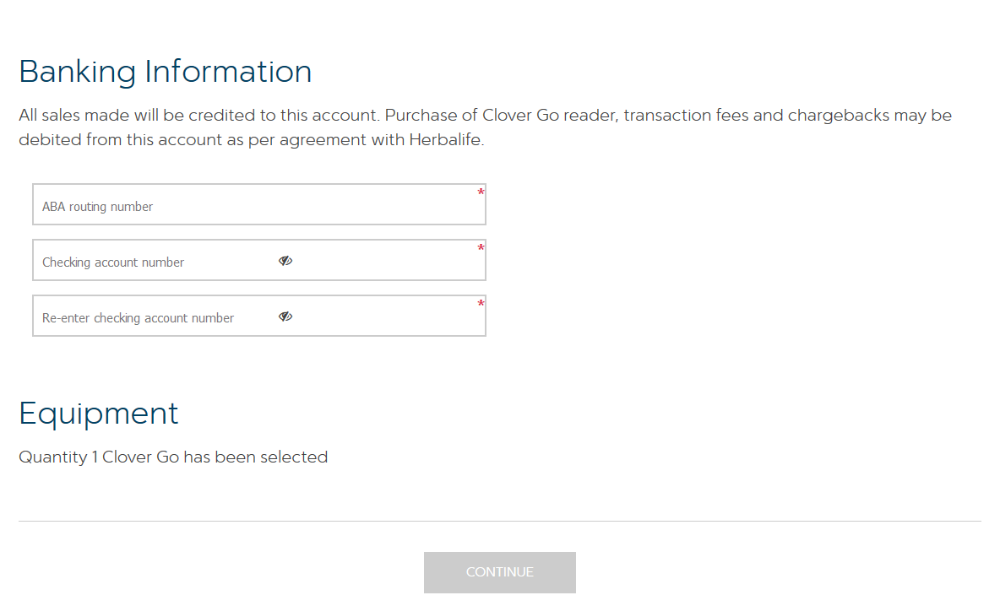 Banking Information
All sales made will be credited to this account. Purchase of Clover Go reader, transaction fees and chargebacks may be
debited from this account as per agreement with Herbalife.
ABA routing number *
Checking account number *
Re-enter checking account number *
Equipment
Quantity 1 Clover Go has been selected
CONTINUE